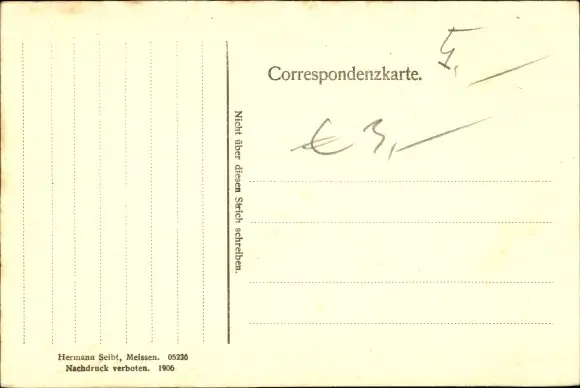 Correspondenzkarte.
5,-
€ 3,-
Nicht über diesen Strich schreiben.
Hermann Seibt, Meissen. 05236
Nachdruck verboten. 1906